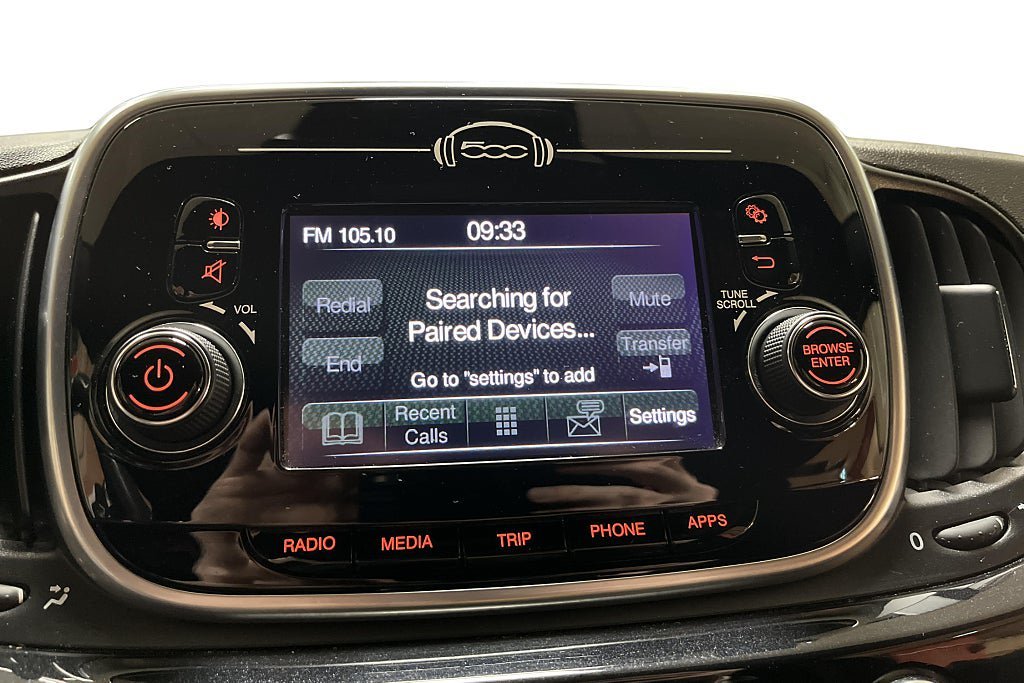 500
FM 105.10
09:33
VOL
TUNE
SCROLL
Redial
Searching for
Paired Devices...
Mute
End
Transfer
BROWSE
ENTER
Go to "settings" to add
Recent
Calls
Settings
RADIO
MEDIA
TRIP
PHONE
APPS
0